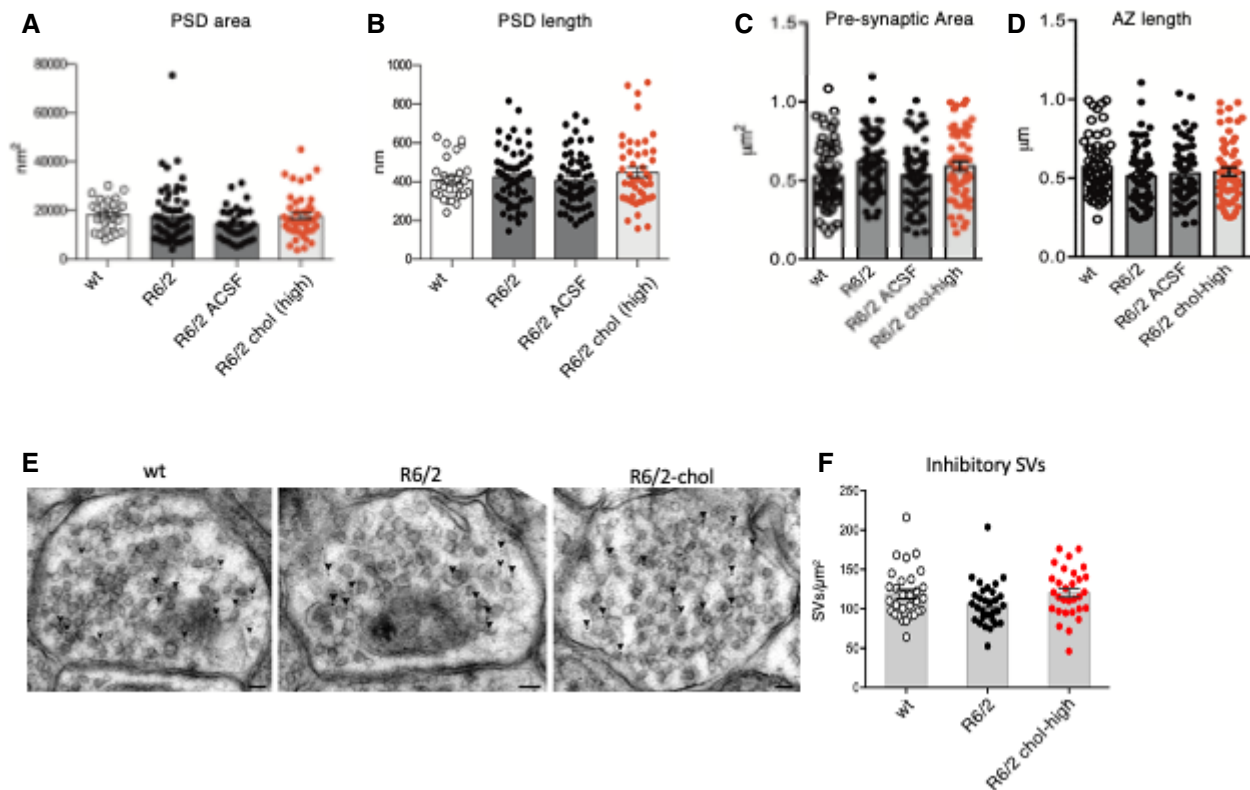 A
PSD area
80000
60000
40000
20000
0
nm²
wt
R6/2
R6/2 ACSF
R6/2 chol (high)
B
PSD length
1000
800
600
400
200
0
nm
wt
R6/2
R6/2 ACSF
R6/2 chol (high)
C
Pre-synaptic Area
1.5
1.0
0.5
0.0
μm²
wt
R6/2
R6/2 ACSF
R6/2 chol-high
D
AZ length
1.5
1.0
0.5
0.0
μm
wt
R6/2
R6/2 ACSF
R6/2 chol-high
E
wt
R6/2
R6/2-chol
F
Inhibitory SVs
250
200
150
100
50
0
SVs/μm²
wt
R6/2
R6/2 chol-high